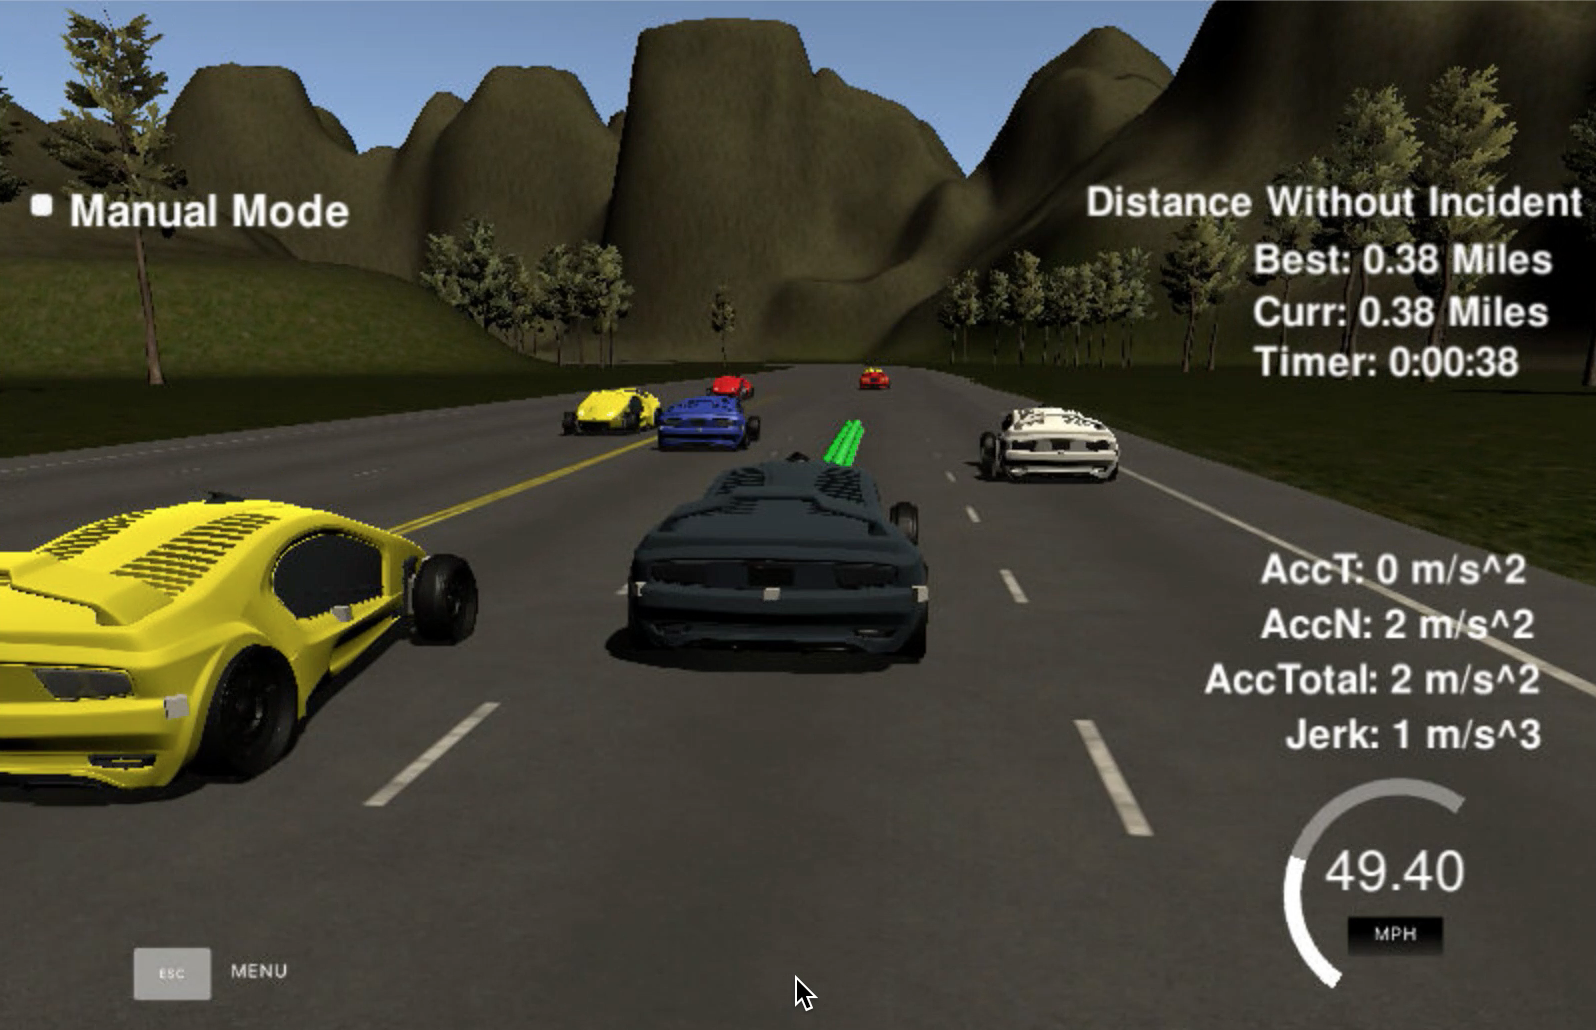 Manual Mode
Distance Without Incident
Best: 0.38 Miles
Curr: 0.38 Miles
Timer: 0:00:38
AccT: 0 m/s^2
AccN: 2 m/s^2
AccTotal: 2 m/s^2
Jerk: 1 m/s^3
49.40
MPH
ESC MENU